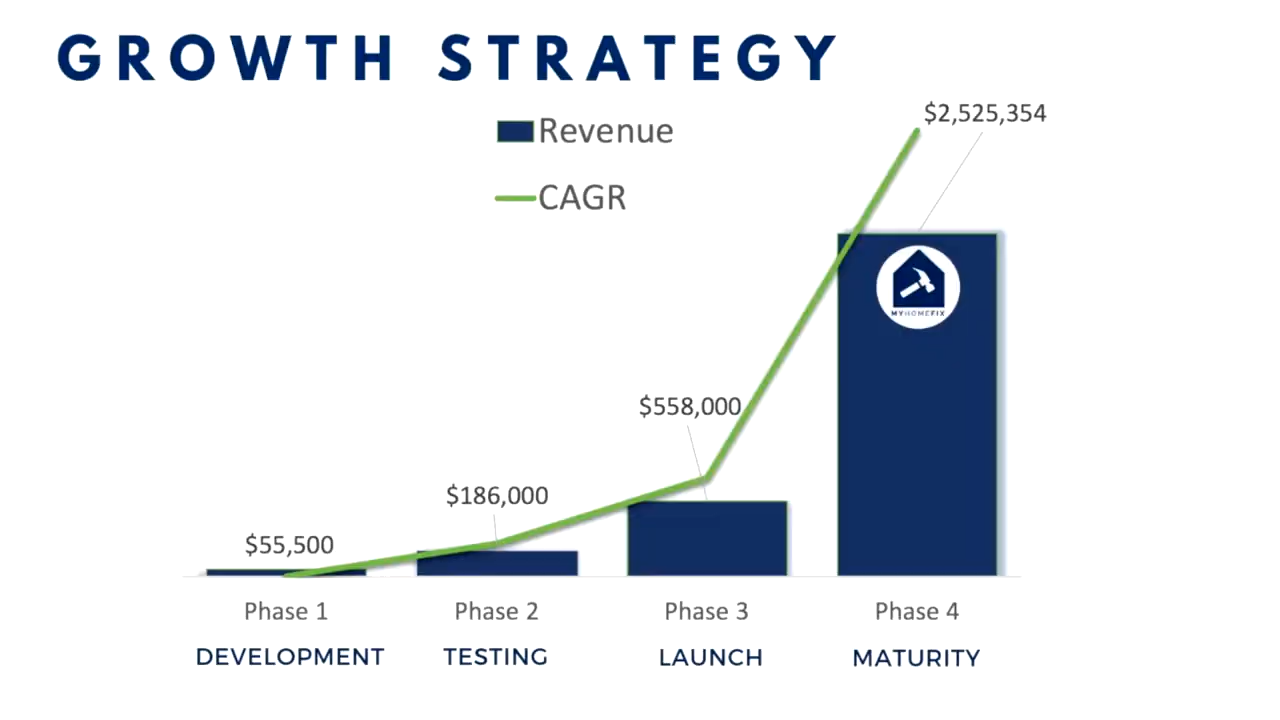 GROWTH STRATEGY
Revenue
CAGR
$2,525,354
MYHOMEFIX
$558,000
$186,000
$55,500
Phase 1 Phase 2 Phase 3 Phase 4
DEVELOPMENT TESTING LAUNCH MATURITY